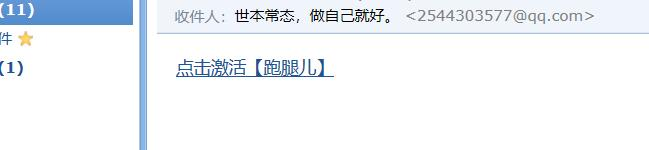 (11)
收件人：世本常态，做自己就好。 <2544303577@qq.com>
件
(1)
点击激活【跑腿儿】